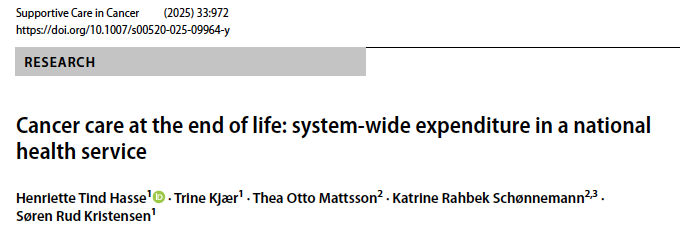 Supportive Care in Cancer (2025) 33:972
https://doi.org/10.1007/s00520-025-09964-y
RESEARCH
Cancer care at the end of life: system-wide expenditure in a national
health service
Henriette Tind Hasse¹ · Trine Kjær¹ · Thea Otto Mattsson² · Katrine Rahbek Schønnemann²,³ ·
Søren Rud Kristensen¹